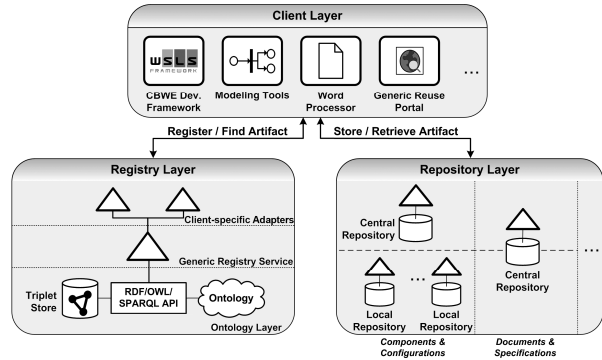 Client Layer
WSLS
FRAMEWORK
CBWE Dev.
Framework
Modeling Tools
Word
Processor
Generic Reuse
Portal
...
Register / Find Artifact
Store / Retrieve Artifact
Registry Layer
Client-specific Adapters
Generic Registry Service
Triplet
Store
RDF/OWL/
SPARQL API
Ontology
Ontology Layer
Repository Layer
Central
Repository
...
Local
Repository
Local
Repository
Central
Repository
...
Components &
Configurations
Documents &
Specifications